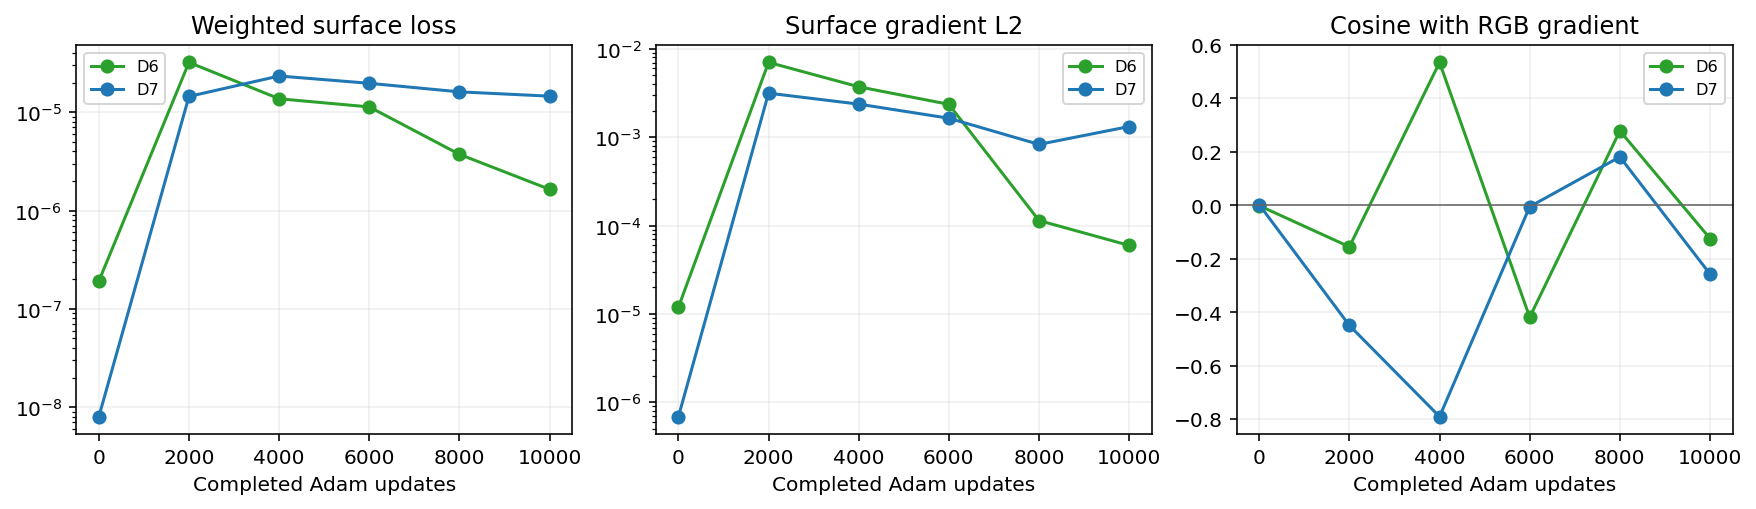 Weighted surface loss
D6
D7
10⁻⁵
10⁻⁶
10⁻⁷
10⁻⁸
0 2000 4000 6000 8000 10000
Completed Adam updates
Surface gradient L2
D6
D7
10⁻²
10⁻³
10⁻⁴
10⁻⁵
10⁻⁶
0 2000 4000 6000 8000 10000
Completed Adam updates
Cosine with RGB gradient
D6
D7
0.6
0.4
0.2
0.0
−0.2
−0.4
−0.6
−0.8
0 2000 4000 6000 8000 10000
Completed Adam updates